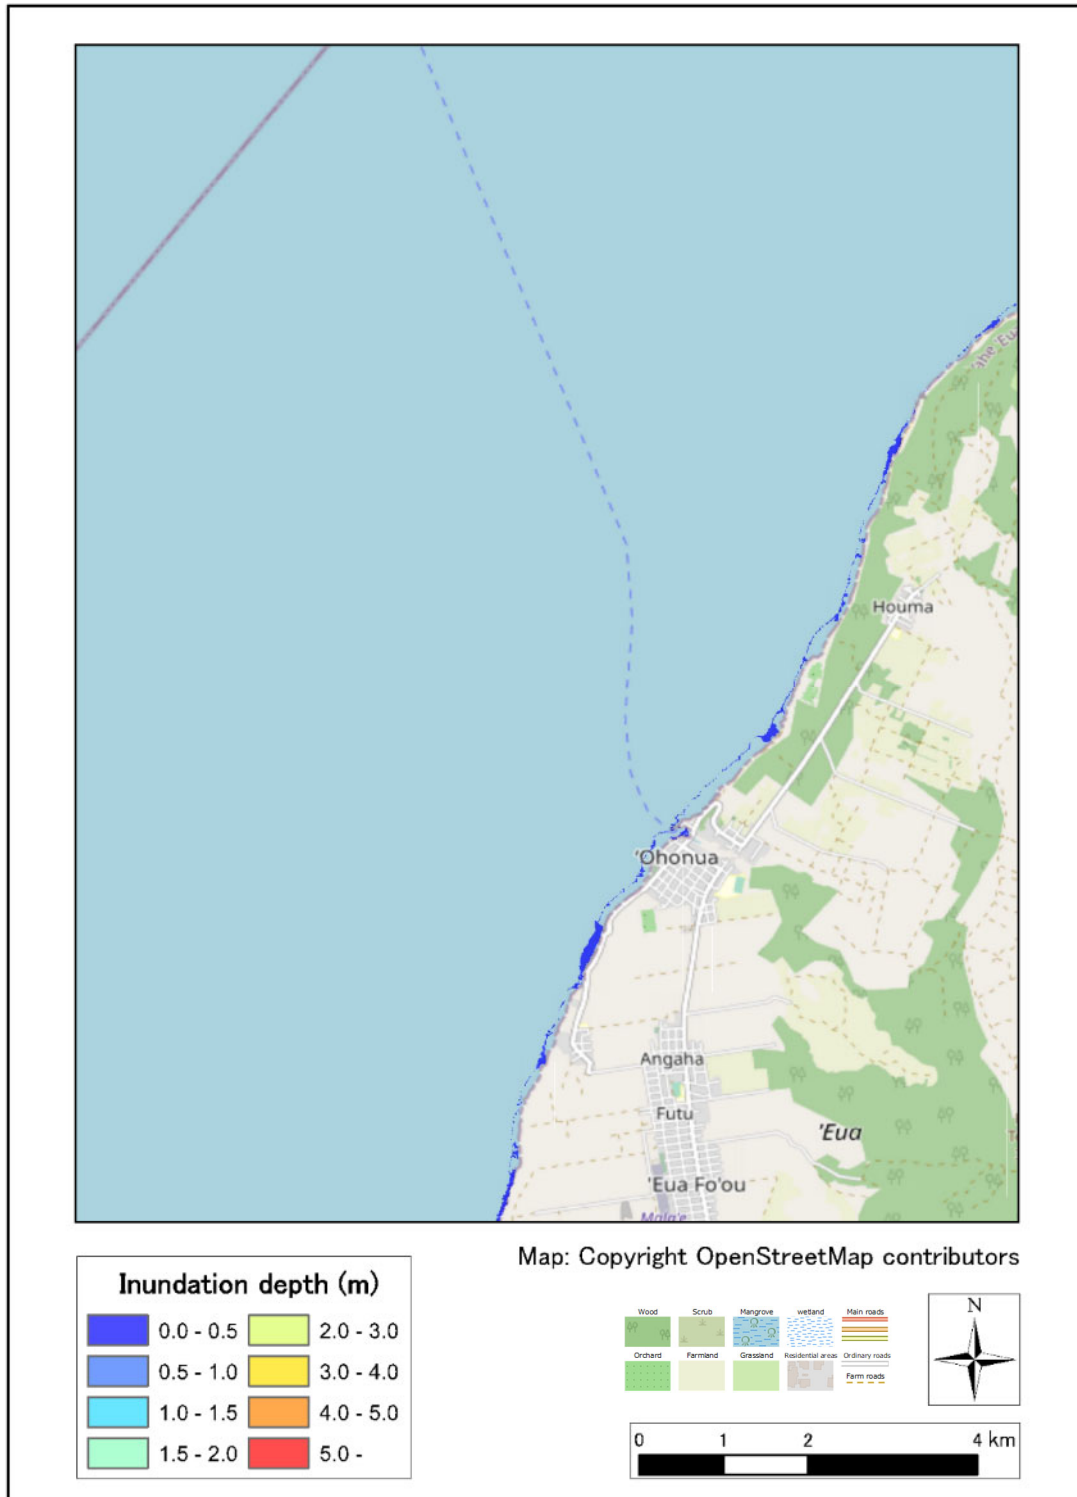 'ahe 'Eua
Houma
'Ohonua
Angaha
Futu
'Eua
'Eua Fo'ou
Mala'e
Map: Copyright OpenStreetMap contributors
Inundation depth (m)
0.0 - 0.5
2.0 - 3.0
0.5 - 1.0
3.0 - 4.0
1.0 - 1.5
4.0 - 5.0
1.5 - 2.0
5.0 -
Wood
Scrub
Mangrove
wetland
Main roads
Orchard
Farmland
Grassland
Residential areas
Ordinary roads
Farm roads
N
0 1 2 4 km